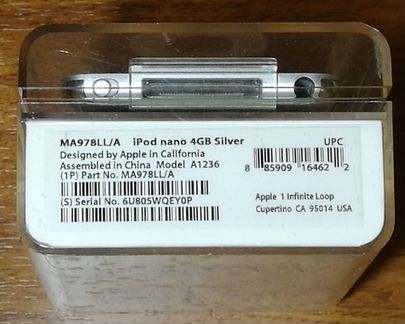 MA978LL/A iPod nano 4GB Silver
UPC
Designed by Apple in California
Assembled in China Model A1236
(1P) Part No. MA978LL/A
(S) Serial No. 6U805WQEY0P
8 85909 16462 2
Apple 1 Infinite Loop
Cupertino CA 95014 USA